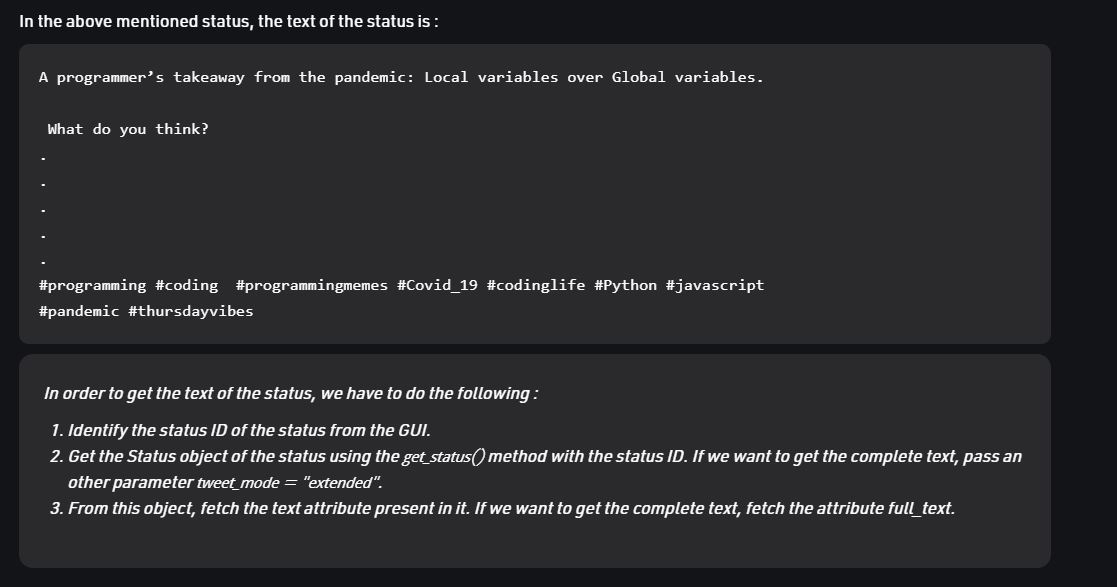 In the above mentioned status, the text of the status is :
A programmer’s takeaway from the pandemic: Local variables over Global variables.
What do you think?
.
.
.
.
.
#programming #coding  #programmingmemes #Covid_19 #codinglife #Python #javascript
#pandemic #thursdayvibes
In order to get the text of the status, we have to do the following :
1. Identify the status ID of the status from the GUI.
2. Get the Status object of the status using the get_status() method with the status ID. If we want to get the complete text, pass an
other parameter tweet_mode = "extended".
3. From this object, fetch the text attribute present in it. If we want to get the complete text, fetch the attribute full_text.